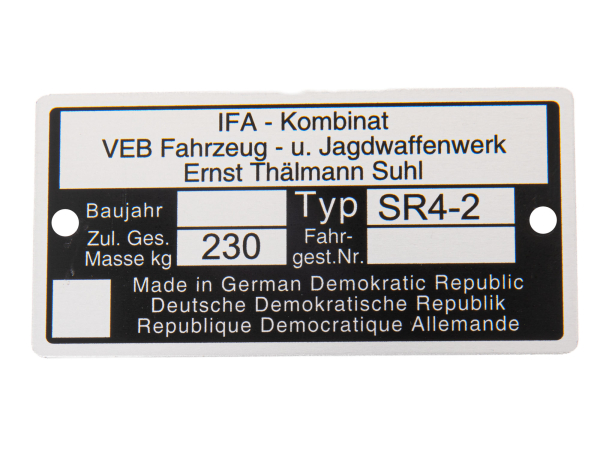 IFA - Kombinat
VEB Fahrzeug - u. Jagdwaffenwerk
Ernst Thälmann Suhl
Baujahr
Typ SR4-2
Zul. Ges.
Masse kg 230
Fahr-
gest.Nr.
Made in German Demokratic Republic
Deutsche Demokratische Republik
Republique Democratique Allemande